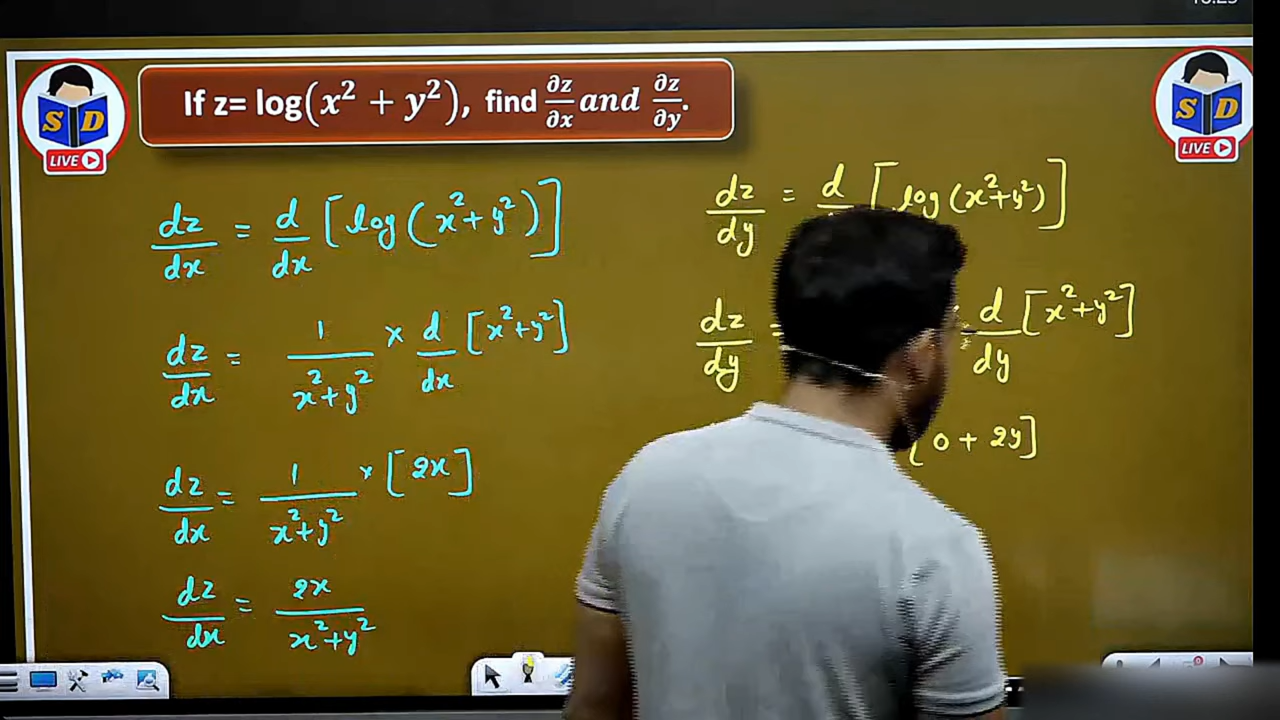 If z= log(x² + y²), find ∂z/∂x and ∂z/∂y.
S D
LIVE
S D
LIVE
dz/dx = d/dx [log (x²+y²)]
dz/dx = 1/(x²+y²) × d/dx [x²+y²]
dz/dx = 1/(x²+y²) × [2x]
dz/dx = 2x/(x²+y²)
dz/dy = d [log (x²+y²)]
dz/dy = d/dy [x²+y²]
[0 + 2y]